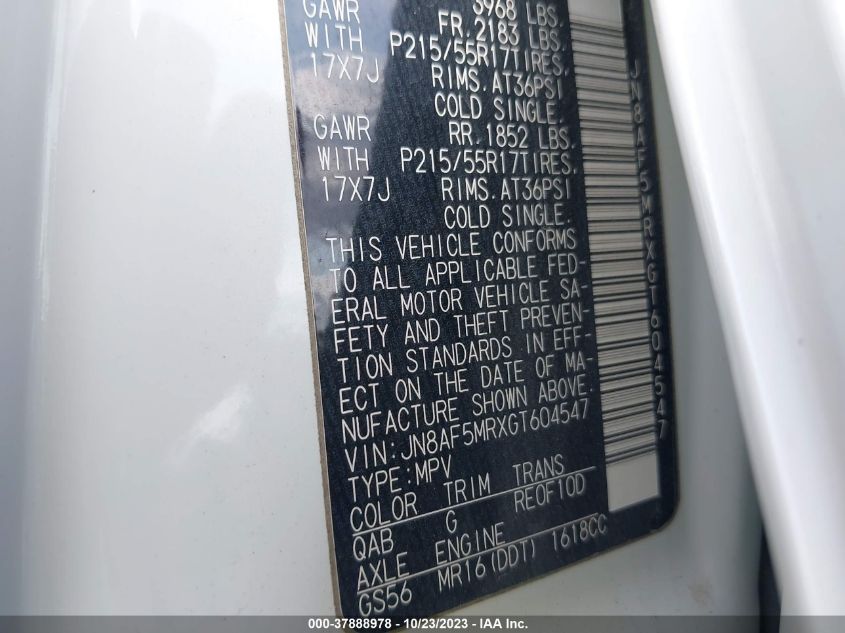 GAWR 3968 LBS.
FR. 2183 LBS.
WITH P215/55R17TIRES,
17X7J RIMS. AT36PSI
COLD SINGLE.
GAWR RR. 1852 LBS.
WITH P215/55R17TIRES,
17X7J RIMS. AT36PSI
COLD SINGLE.
THIS VEHICLE CONFORMS
TO ALL APPLICABLE FED-
ERAL MOTOR VEHICLE SA-
FETY AND THEFT PREVEN-
TION STANDARDS IN EFF-
ECT ON THE DATE OF MA-
NUFACTURE SHOWN ABOVE.
VIN:JN8AF5MRXGT604547
TYPE:MPV
COLOR TRIM TRANS
QAB G RE0F10D
AXLE ENGINE
GS56 MR16(DDT) 1618CC
JN8AF5MRXGT604547
000-37888978 - 10/23/2023 - IAA Inc.